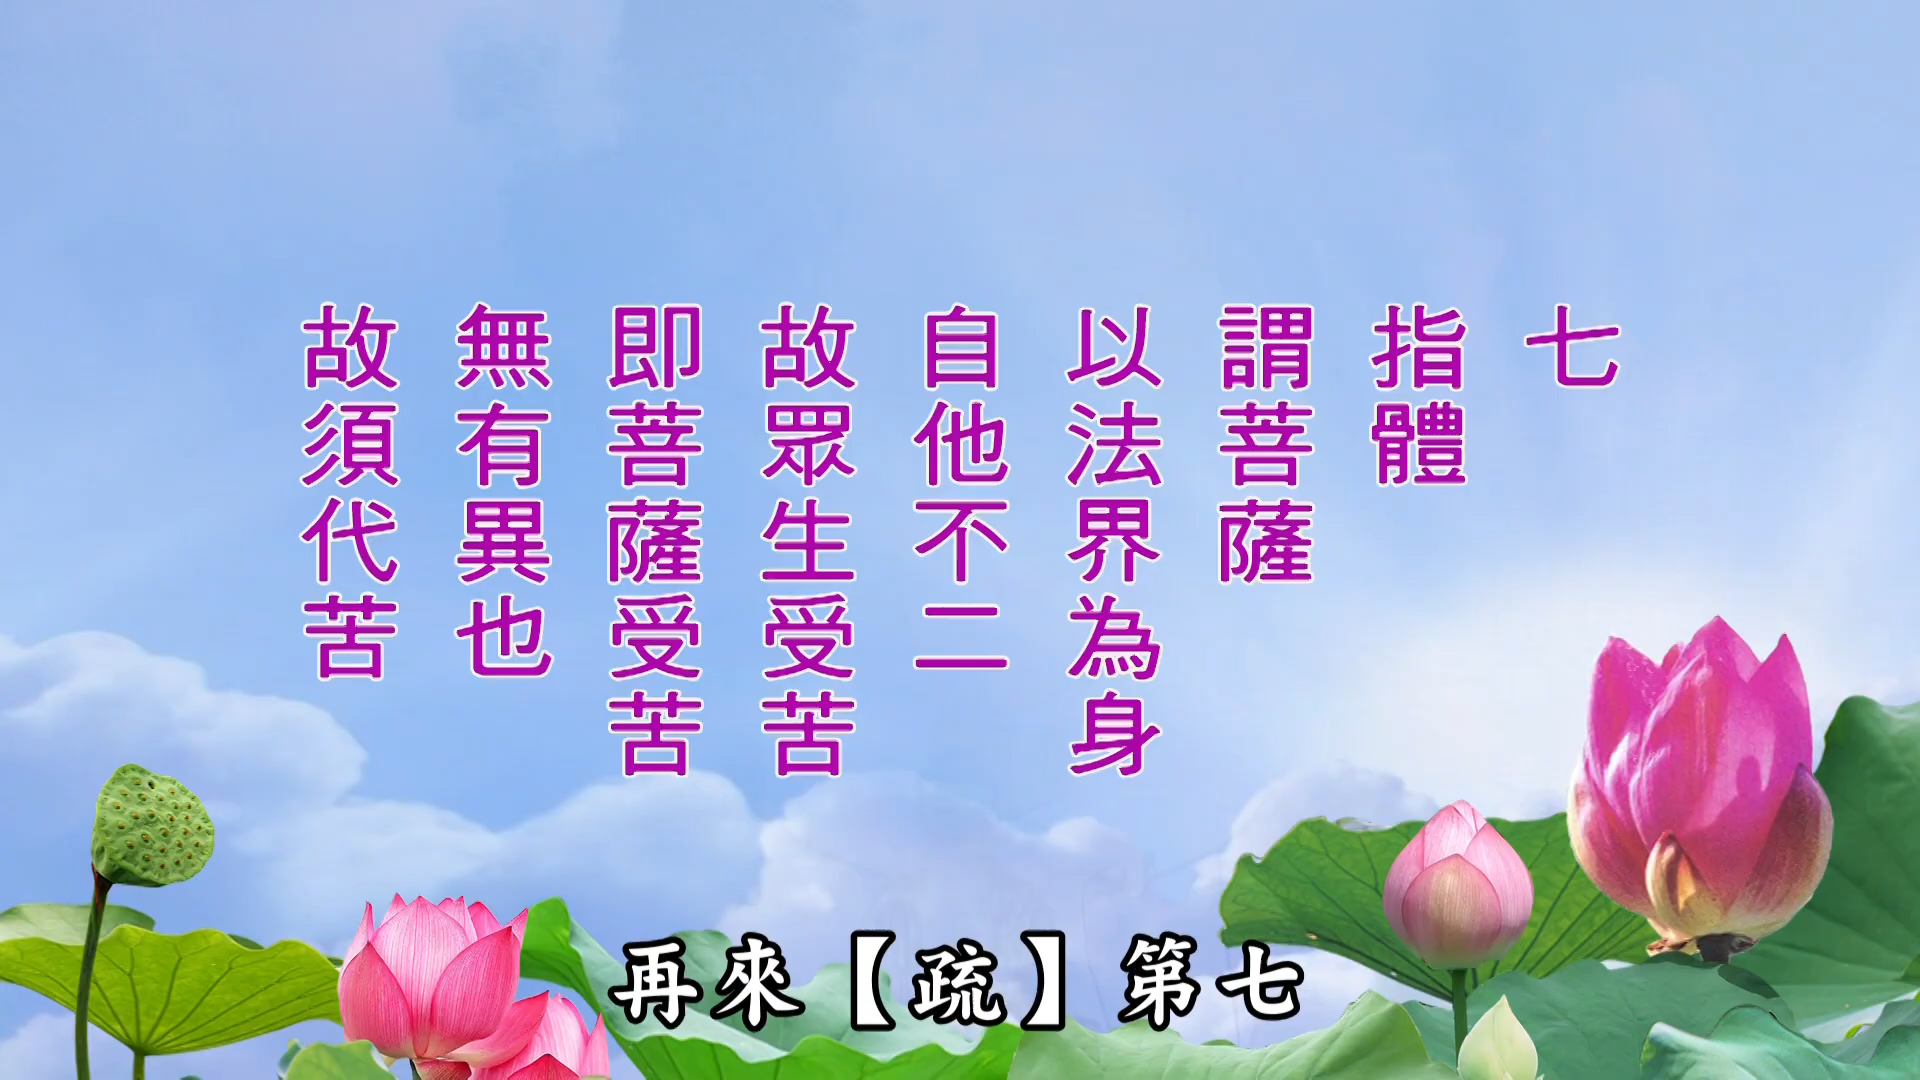 七
指體
謂菩薩
以法界為身
自他不二
故眾生受苦
即菩薩受苦
無有異也
故須代苦
再來【疏】第七